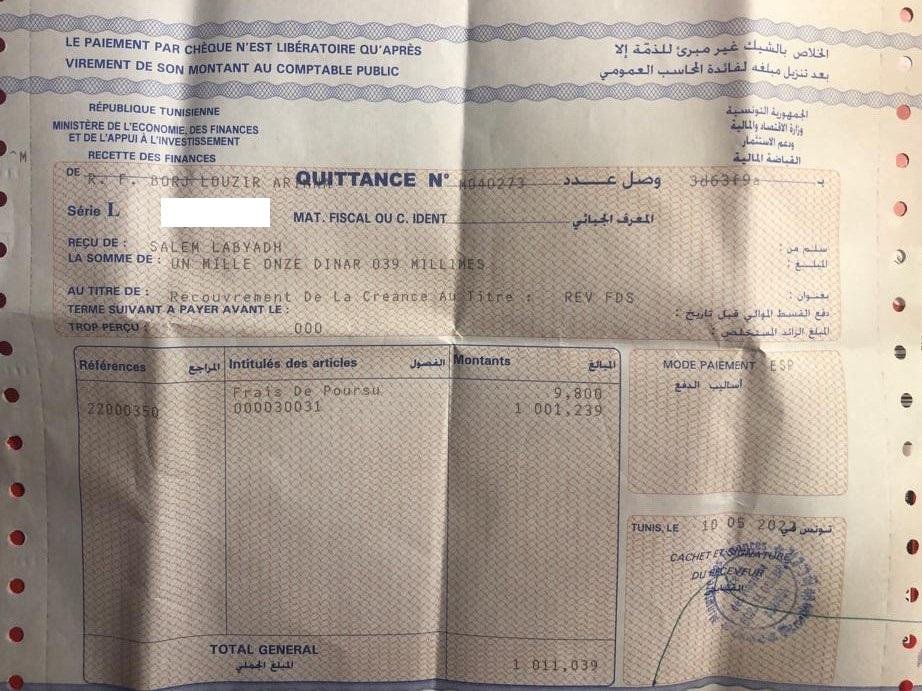 LE PAIEMENT PAR CHÈQUE N'EST LIBÉRATOIRE QU'APRÈS
VIREMENT DE SON MONTANT AU COMPTABLE PUBLIC
الخلاص بالشيك غير مبرئ للذمّة إلا
بعد تنزيل مبلغه لفائدة المحاسب العمومي
RÉPUBLIQUE TUNISIENNE
MINISTÈRE DE L'ECONOMIE, DES FINANCES
ET DE L'APPUI À L'INVESTISSEMENT
RECETTE DES FINANCES
الجمهورية التونسية
وزارة الاقتصاد والمالية
ودعم الاستثمار
القباضة المالية
^M
DE R. F. BORJ LOUZIR QUITTANCE N° M040273 وصل عـــدد 3d63f9a بـ
Série L MAT. FISCAL OU C. IDENT المعرف الجبائي
REÇU DE : SALEM LABYADH سلم من :
LA SOMME DE : UN MILLE ONZE DINAR 039 MILLIMES المبلـــغ :
AU TITRE DE : Recouvrement De La Creance Au Titre : REV FDS بعنـــوان :
TERME SUIVANT A PAYER AVANT LE : دفع القسط الموالي قبل تاريخ :
TROP PERÇU : 000 المبلغ الزائد المستخلص :
Références المراجع Intitulés des articles الفصول Montants المبالغ
Frais De Poursu 9,800
22000350 000030031 1 001,239
TOTAL GENERAL
المبلغ الجملي 1 011,039
MODE PAIEMENT ESP
أساليب الدفع
TUNIS, LE 10 05 2022 تونس في
CACHET ET SIGNATURE
DU RECEVEUR